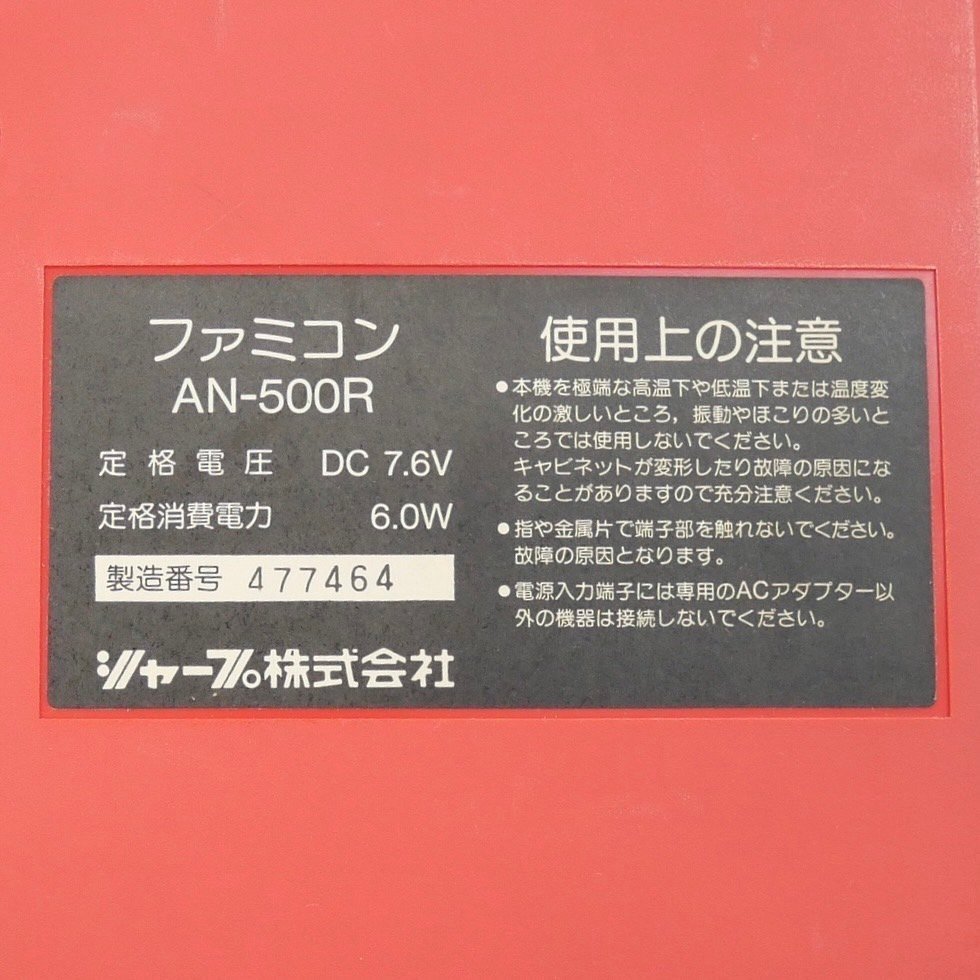 ファミコン
AN-500R
定格電圧 DC 7.6V
定格消費電力 6.0W
製造番号 477464
シャープ株式会社
使用上の注意
●本機を極端な高温下や低温下または温度変
化の激しいところ，振動やほこりの多いと
ころでは使用しないでください。
キャビネットが変形したり故障の原因にな
ることがありますので充分注意ください。
●指や金属片で端子部を触れないでください。
故障の原因となります。
●電源入力端子には専用のACアダプター以
外の機器は接続しないでください。